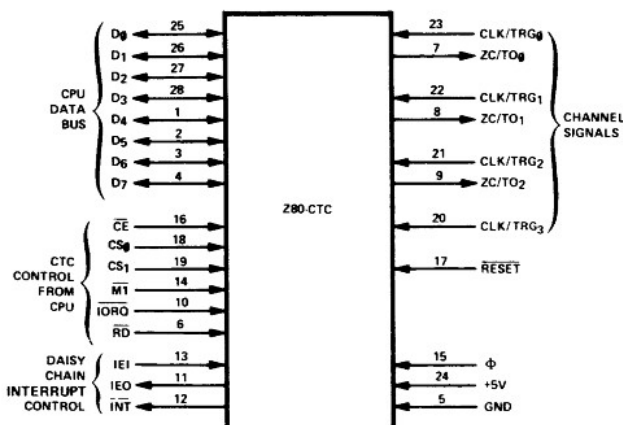 D0 25
D1 26
D2 27
D3 28
D4 1
D5 2
D6 3
D7 4
CPU
DATA
BUS
CE 16
CS0 18
CS1 19
M1 14
IORQ 10
RD 6
CTC
CONTROL
FROM
CPU
IEI 13
IEO 11
INT 12
DAISY
CHAIN
INTERRUPT
CONTROL
Z80-CTC
23 CLK/TRG0
7 ZC/TO0
22 CLK/TRG1
8 ZC/TO1
21 CLK/TRG2
9 ZC/TO2
20 CLK/TRG3
CHANNEL
SIGNALS
17 RESET
15 Φ
24 +5V
5 GND